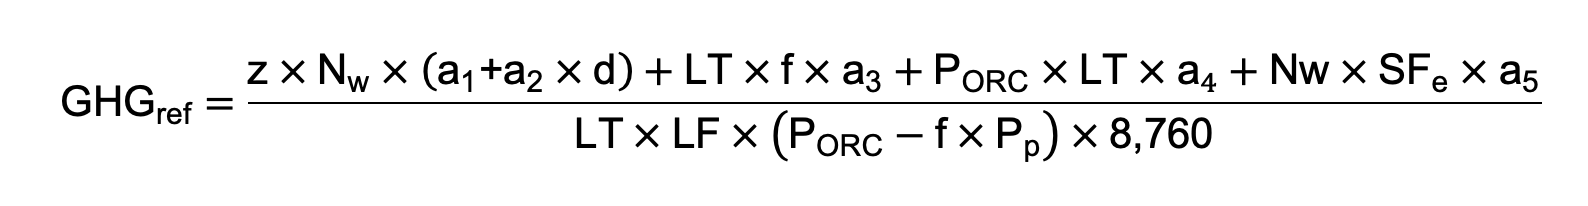 GHG_ref = (z × N_w × (a_1+a_2 × d) + LT × f × a_3 + P_ORC × LT × a_4 + Nw × SF_e × a_5) / (LT × LF × (P_ORC − f × P_p) × 8,760)